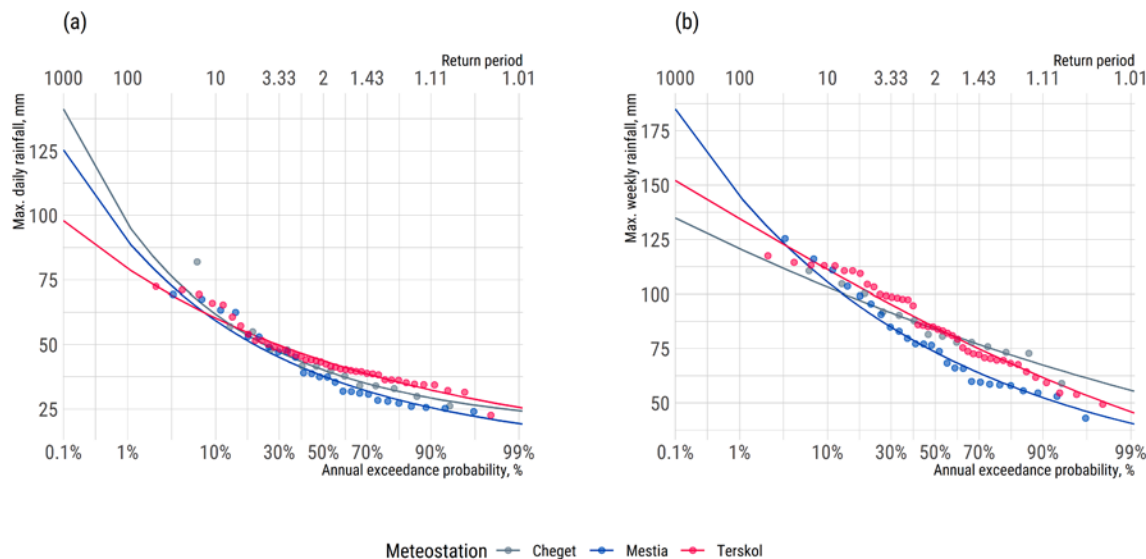 (a)
Return period
1000 100 10 3.33 2 1.43 1.11 1.01
Max. daily rainfall, mm
125
100
75
50
25
0.1% 1% 10% 30% 50% 70% 90% 99%
Annual exceedance probability, %
(b)
Return period
1000 100 10 3.33 2 1.43 1.11 1.01
Max. weekly rainfall, mm
175
150
125
100
75
50
0.1% 1% 10% 30% 50% 70% 90% 99%
Annual exceedance probability, %
Meteostation Cheget Mestia Terskol